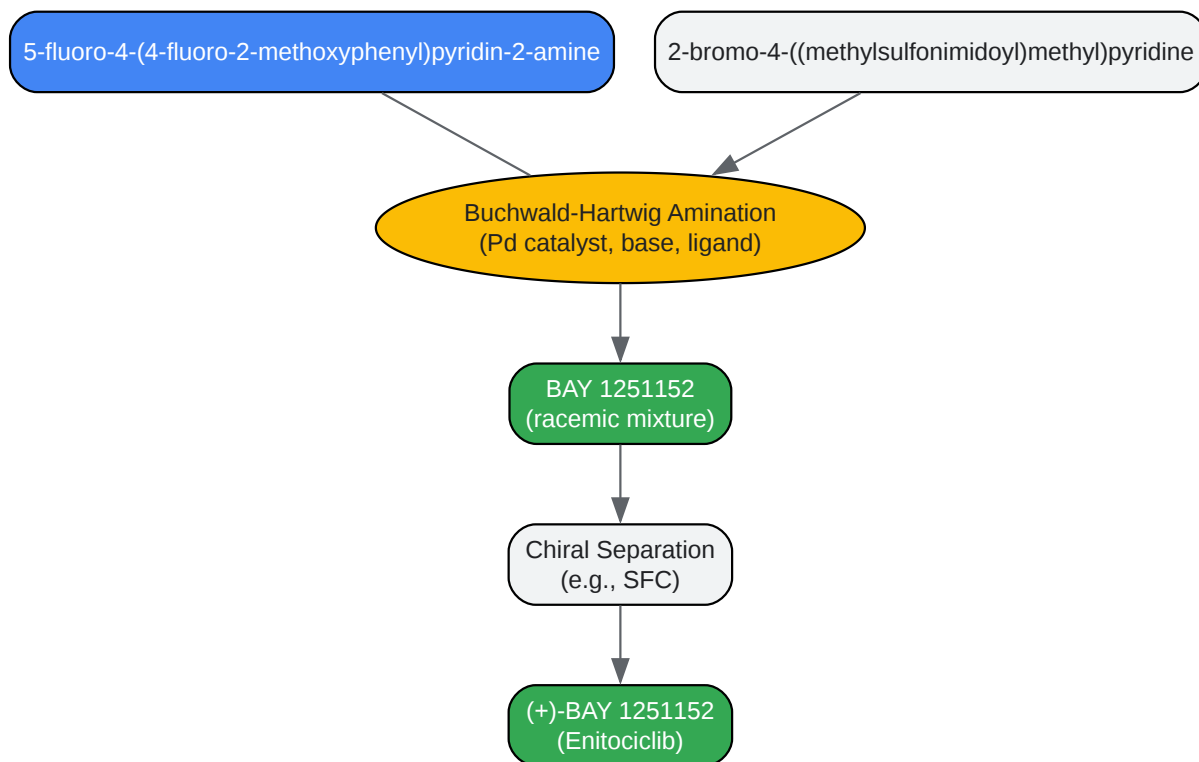 5-fluoro-4-(4-fluoro-2-methoxyphenyl)pyridin-2-amine
2-bromo-4-((methylsulfonimidoyl)methyl)pyridine
Buchwald-Hartwig Amination
(Pd catalyst, base, ligand)
BAY 1251152
(racemic mixture)
Chiral Separation
(e.g., SFC)
(+)-BAY 1251152
(Enitociclib)